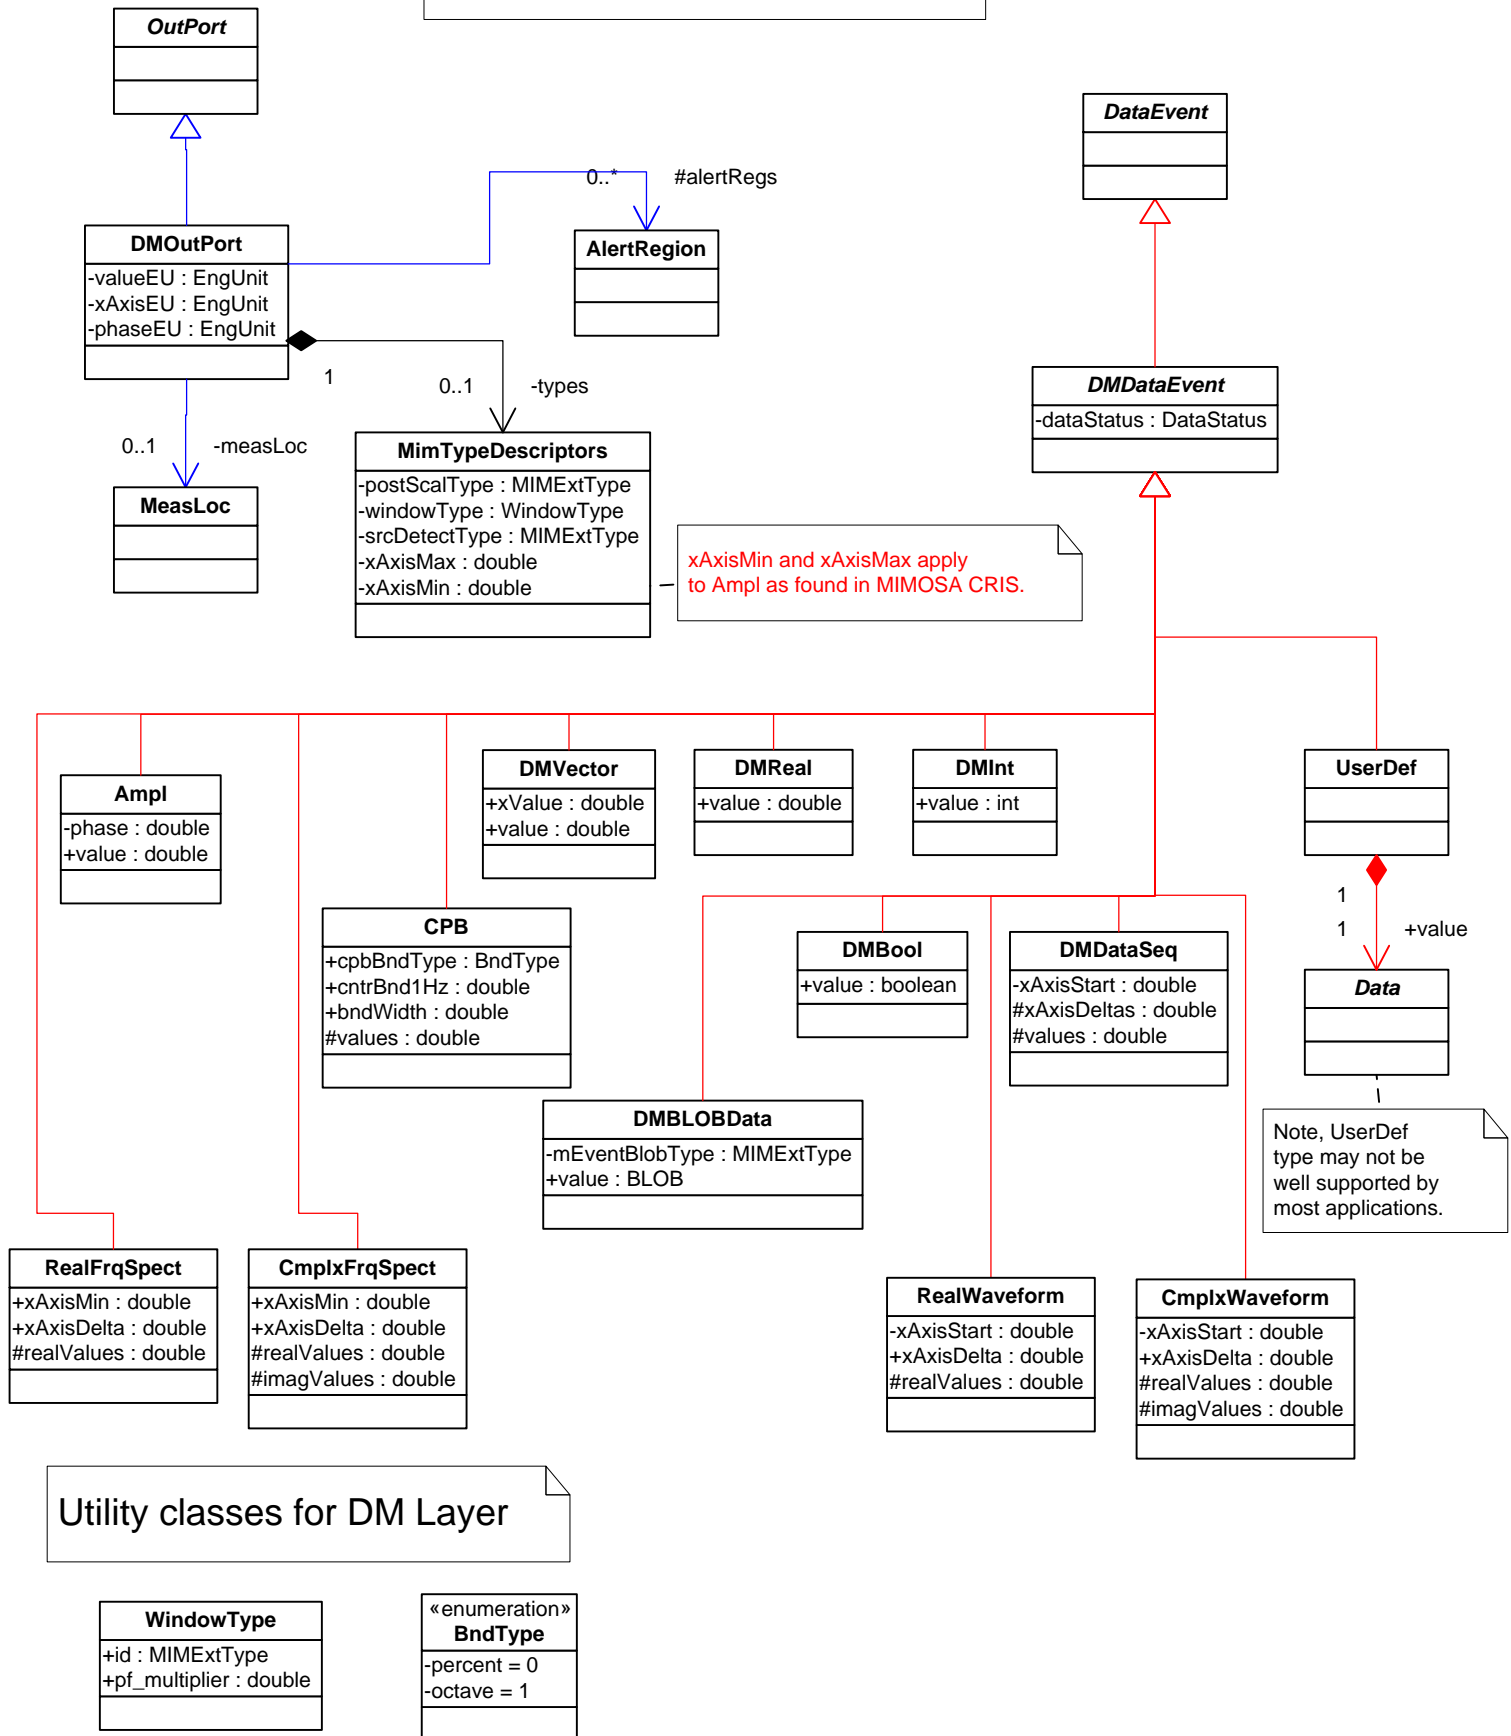 OutPort
DataEvent
0..*
#alertRegs
DMOutPort
-valueEU : EngUnit
-xAxisEU : EngUnit
-phaseEU : EngUnit
AlertRegion
1
0..1
-types
DMDataEvent
-dataStatus : DataStatus
0..1
-measLoc
MimTypeDescriptors
-postScalType : MIMExtType
-windowType : WindowType
-srcDetectType : MIMExtType
-xAxisMax : double
-xAxisMin : double
MeasLoc
xAxisMin and xAxisMax apply
to Ampl as found in MIMOSA CRIS.
Ampl
-phase : double
+value : double
DMVector
+xValue : double
+value : double
DMReal
+value : double
DMInt
+value : int
UserDef
1
1
+value
CPB
+cpbBndType : BndType
+cntrBnd1Hz : double
+bndWidth : double
#values : double
DMBool
+value : boolean
DMDataSeq
-xAxisStart : double
#xAxisDeltas : double
#values : double
Data
DMBLOBData
-mEventBlobType : MIMExtType
+value : BLOB
Note, UserDef
type may not be
well supported by
most applications.
RealFrqSpect
+xAxisMin : double
+xAxisDelta : double
#realValues : double
CmplxFrqSpect
+xAxisMin : double
+xAxisDelta : double
#realValues : double
#imagValues : double
RealWaveform
-xAxisStart : double
+xAxisDelta : double
#realValues : double
CmplxWaveform
-xAxisStart : double
+xAxisDelta : double
#realValues : double
#imagValues : double
Utility classes for DM Layer
WindowType
+id : MIMExtType
+pf_multiplier : double
«enumeration»
BndType
-percent = 0
-octave = 1